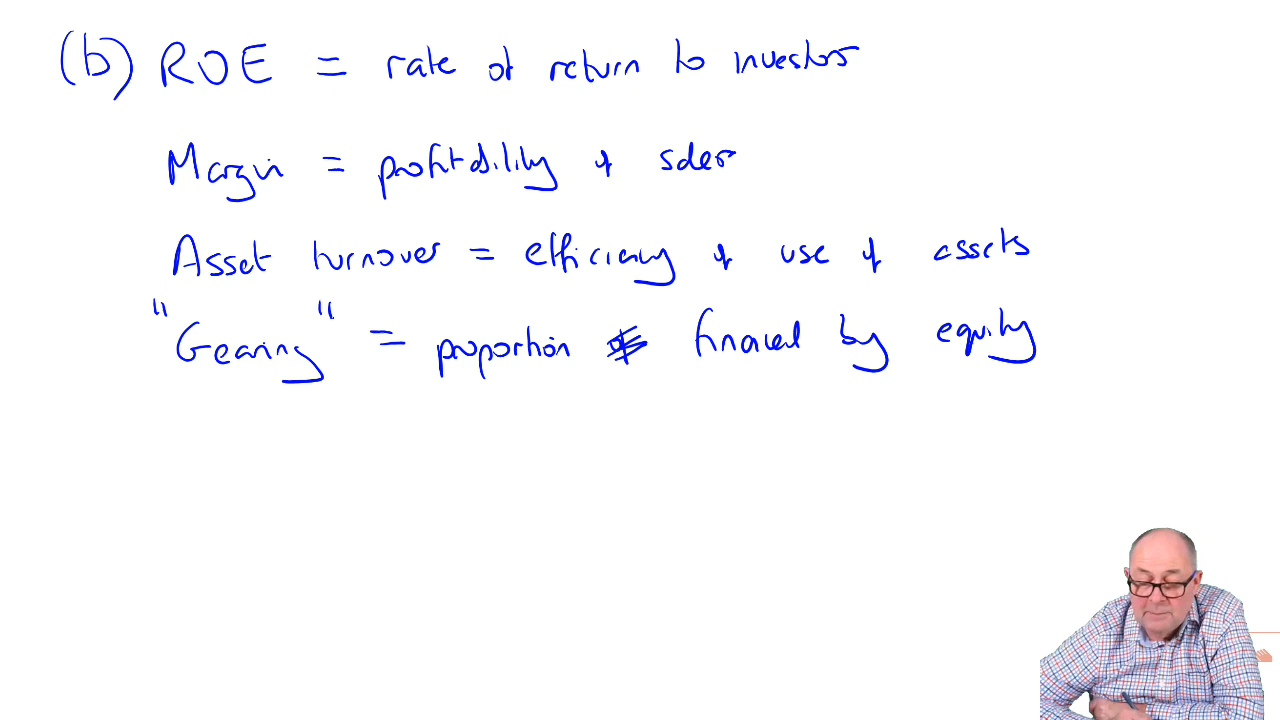 (b) ROE = rate of return to investors
Margin = profitability of sales
Asset turnover = efficiency of use of assets
"Gearing" = proportion financed by equity